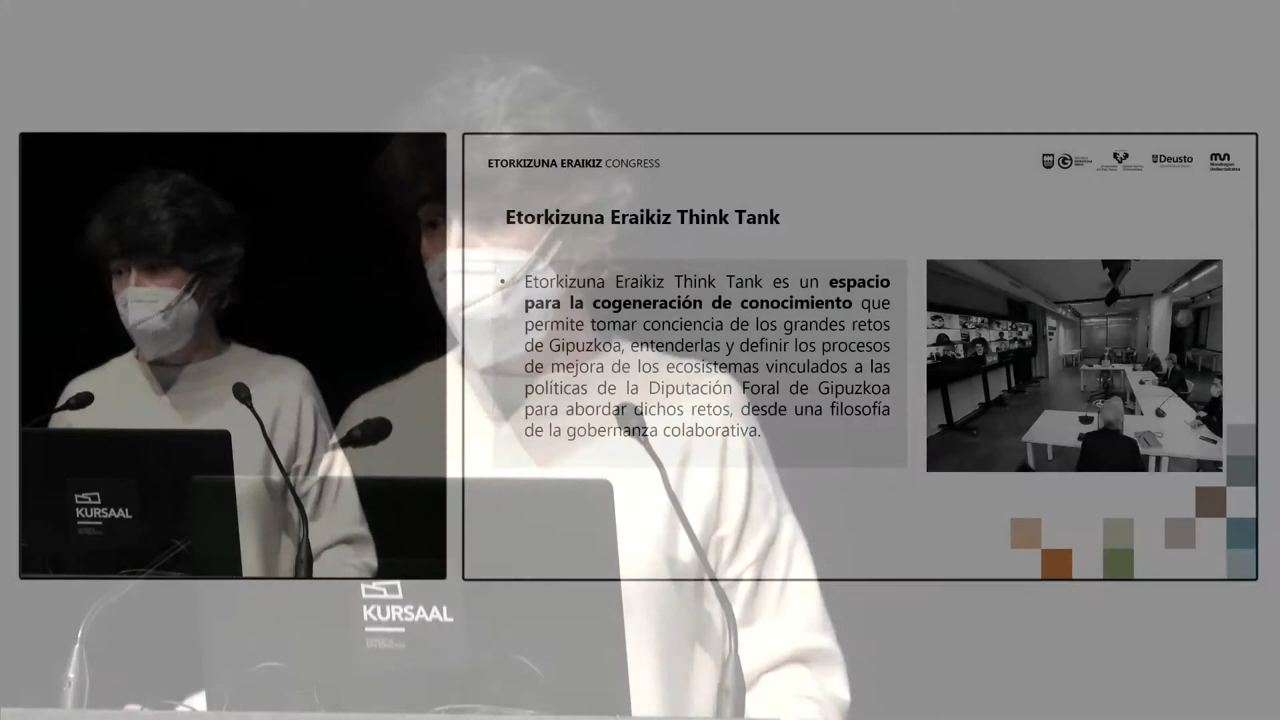 ETORKIZUNA ERAIKIZ CONGRESS
Deusto
Etorkizuna Eraikiz Think Tank
• Etorkizuna Eraikiz Think Tank es un espacio
para la cogeneración de conocimiento que
permite tomar conciencia de los grandes retos
de Gipuzkoa, entenderlas y definir los procesos
de mejora de los ecosistemas vinculados a las
políticas de la Diputación Foral de Gipuzkoa
para abordar dichos retos, desde una filosofía
de la gobernanza colaborativa.
KURSAAL
KURSAAL